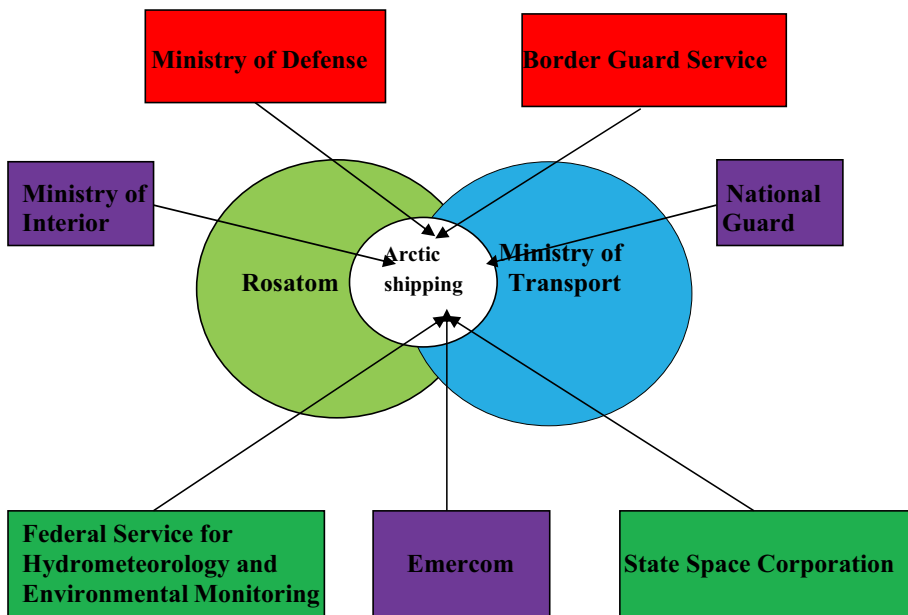 Ministry of Defense
Border Guard Service
Ministry of
Interior
National
Guard
Arctic
shipping
Rosatom
Ministry of
Transport
Federal Service for
Hydrometeorology and
Environmental Monitoring
Emercom
State Space Corporation